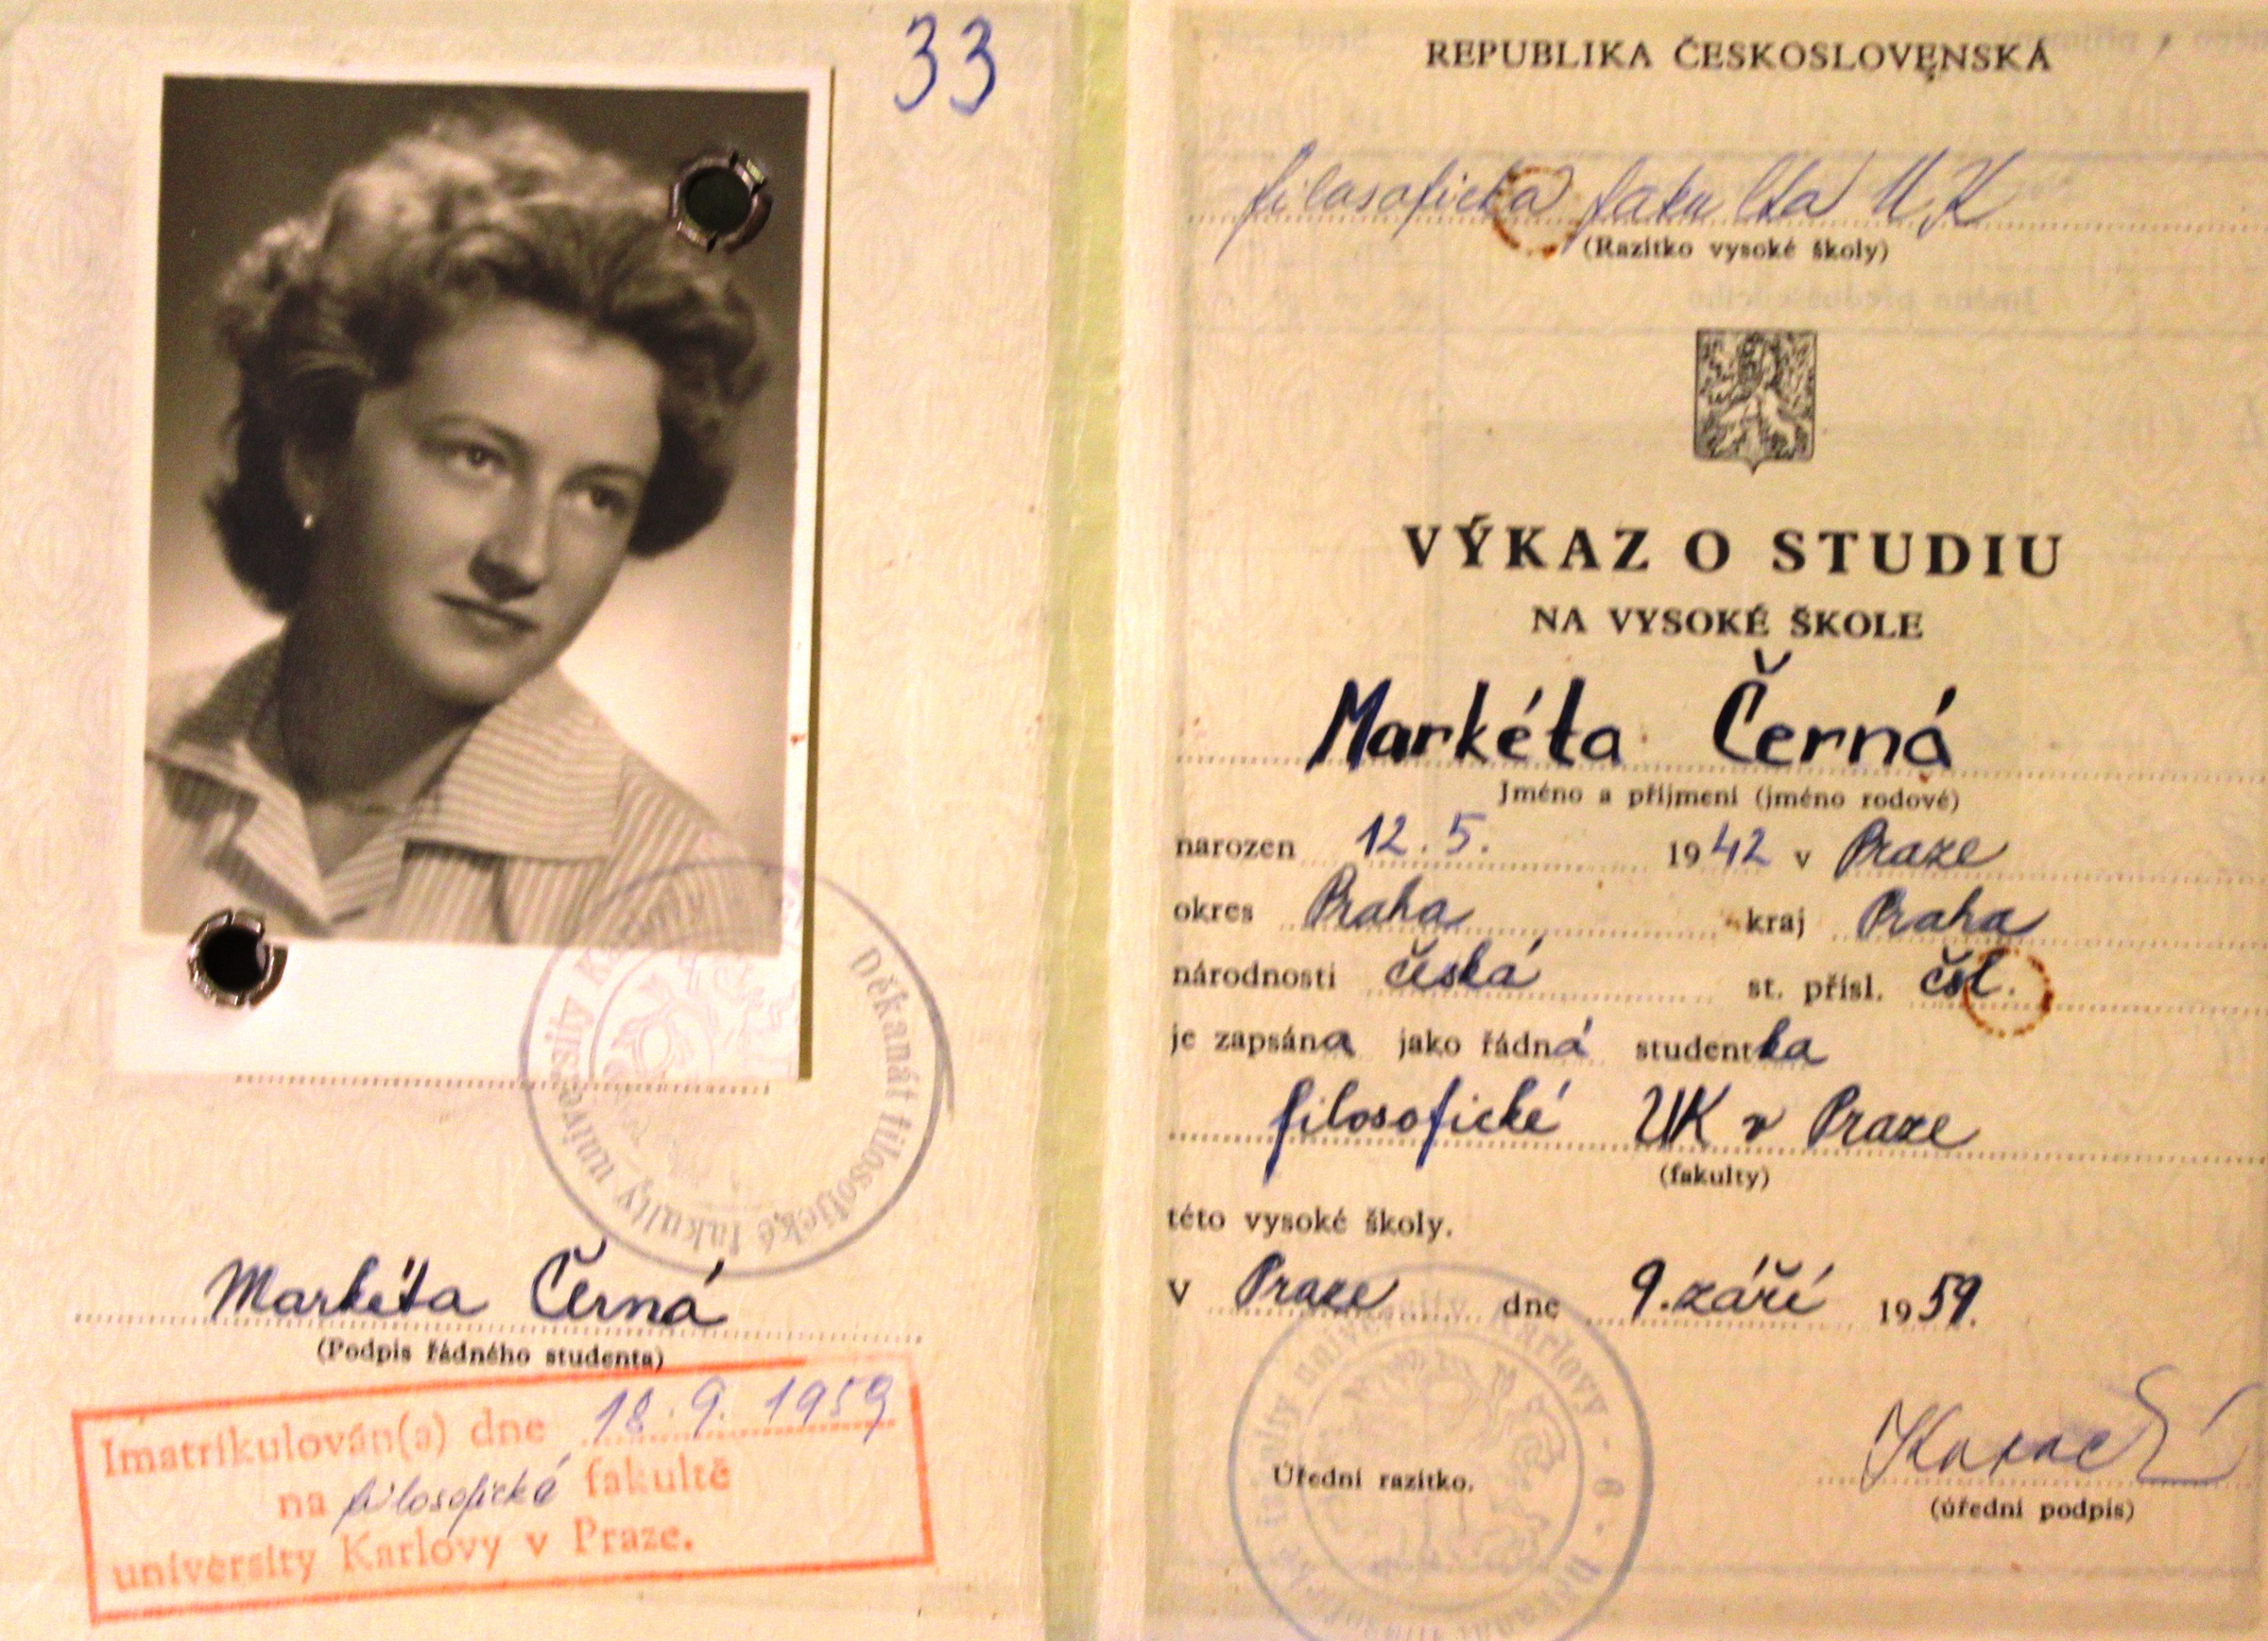 33
Děkanát filosofické fakulty university Karlovy
Markéta Černá
(Podpis řádného studenta)
Imatrikulován(a) dne 18. 9. 1959
na filosofické fakultě
university Karlovy v Praze.
REPUBLIKA ČESKOSLOVENSKÁ
filosofická fakulta UK
(Razítko vysoké školy)
VÝKAZ O STUDIU
NA VYSOKÉ ŠKOLE
Markéta Černá
Jméno a příjmení (jméno rodové)
narozen 12. 5. 1942 v Praze
okres Praha kraj Praha
národnosti česká st. přísl. čsl.
je zapsána jako řádná studentka
filosofické UK v Praze
(fakulty)
této vysoké školy.
V Praze dne 9. září 1959.
Úřední razítko.
(úřední podpis)